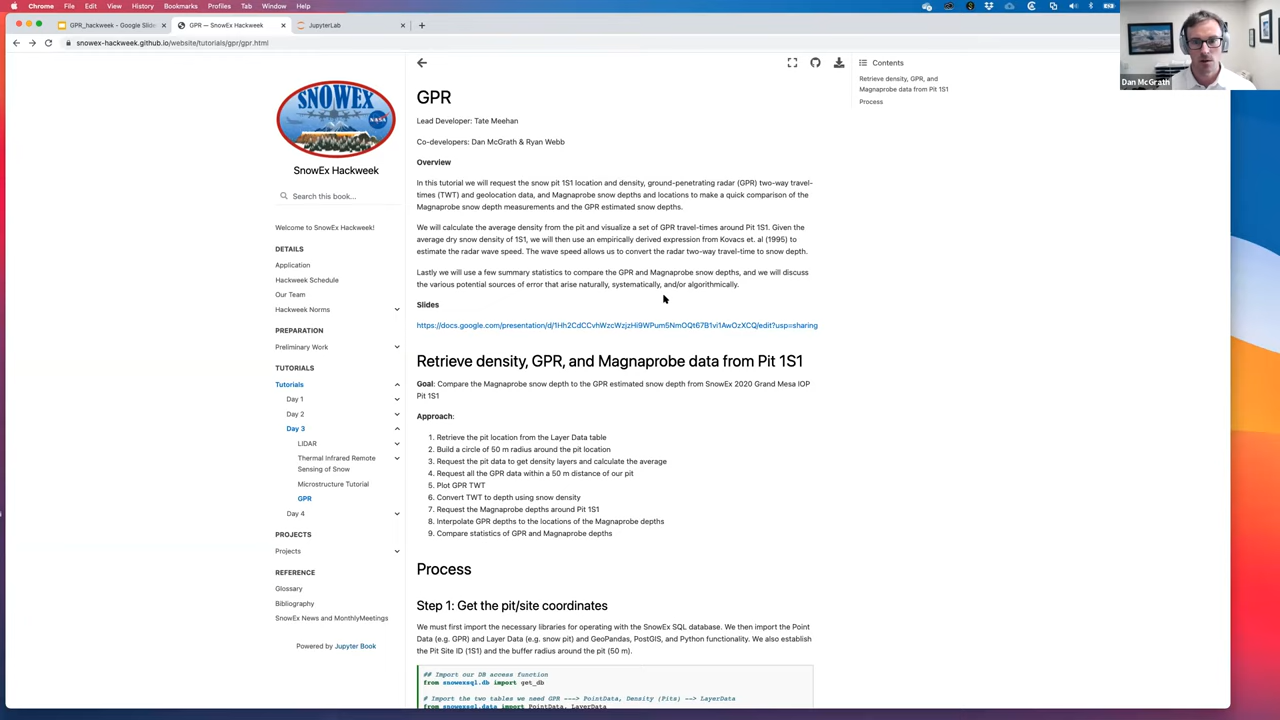 Chrome File Edit View History Bookmarks Profiles Tab Window Help
GPR_hackweek - Google Slide
GPR — SnowEx Hackweek
JupyterLab
snowex-hackweek.github.io/website/tutorials/gpr/gpr.html
Dan McGrath
SNOWEX
NASA
SnowEx Hackweek
Search this book...
Welcome to SnowEx Hackweek!
DETAILS
Application
Hackweek Schedule
Our Team
Hackweek Norms
PREPARATION
Preliminary Work
TUTORIALS
Tutorials
Day 1
Day 2
Day 3
LIDAR
Thermal Infrared Remote
Sensing of Snow
Microstructure Tutorial
GPR
Day 4
PROJECTS
Projects
REFERENCE
Glossary
Bibliography
SnowEx News and MonthlyMeetings
Powered by Jupyter Book
GPR
Lead Developer: Tate Meehan
Co-developers: Dan McGrath & Ryan Webb
Overview
In this tutorial we will request the snow pit 1S1 location and density, ground-penetrating radar (GPR) two-way travel-
times (TWT) and geolocation data, and Magnaprobe snow depths and locations to make a quick comparison of the
Magnaprobe snow depth measurements and the GPR estimated snow depths.
We will calculate the average density from the pit and visualize a set of GPR travel-times around Pit 1S1. Given the
average dry snow density of 1S1, we will then use an empirically derived expression from Kovacs et. al (1995) to
estimate the radar wave speed. The wave speed allows us to convert the radar two-way travel-time to snow depth.
Lastly we will use a few summary statistics to compare the GPR and Magnaprobe snow depths, and we will discuss
the various potential sources of error that arise naturally, systematically, and/or algorithmically.
Slides
https://docs.google.com/presentation/d/1Hh2CdCCvhWzcWzjzHi9WPum5NmOQt67B1vi1AwOzXCQ/edit?usp=sharing
Retrieve density, GPR, and Magnaprobe data from Pit 1S1
Goal: Compare the Magnaprobe snow depth to the GPR estimated snow depth from SnowEx 2020 Grand Mesa IOP
Pit 1S1
Approach:
1. Retrieve the pit location from the Layer Data table
2. Build a circle of 50 m radius around the pit location
3. Request the pit data to get density layers and calculate the average
4. Request all the GPR data within a 50 m distance of our pit
5. Plot GPR TWT
6. Convert TWT to depth using snow density
7. Request the Magnaprobe depths around Pit 1S1
8. Interpolate GPR depths to the locations of the Magnaprobe depths
9. Compare statistics of GPR and Magnaprobe depths
Process
Step 1: Get the pit/site coordinates
We must first import the necessary libraries for operating with the SnowEx SQL database. We then import the Point
Data (e.g. GPR) and Layer Data (e.g. snow pit) and GeoPandas, PostGIS, and Python functionality. We also establish
the Pit Site ID (1S1) and the buffer radius around the pit (50 m).
## Import our DB access function
from snowexsql.db import get_db
# Import the two tables we need GPR ---> PointData, Density (Pits) --> LayerData
from snowexsql.data import PointData, LayerData
Contents
Retrieve density, GPR, and
Magnaprobe data from Pit 1S1
Process